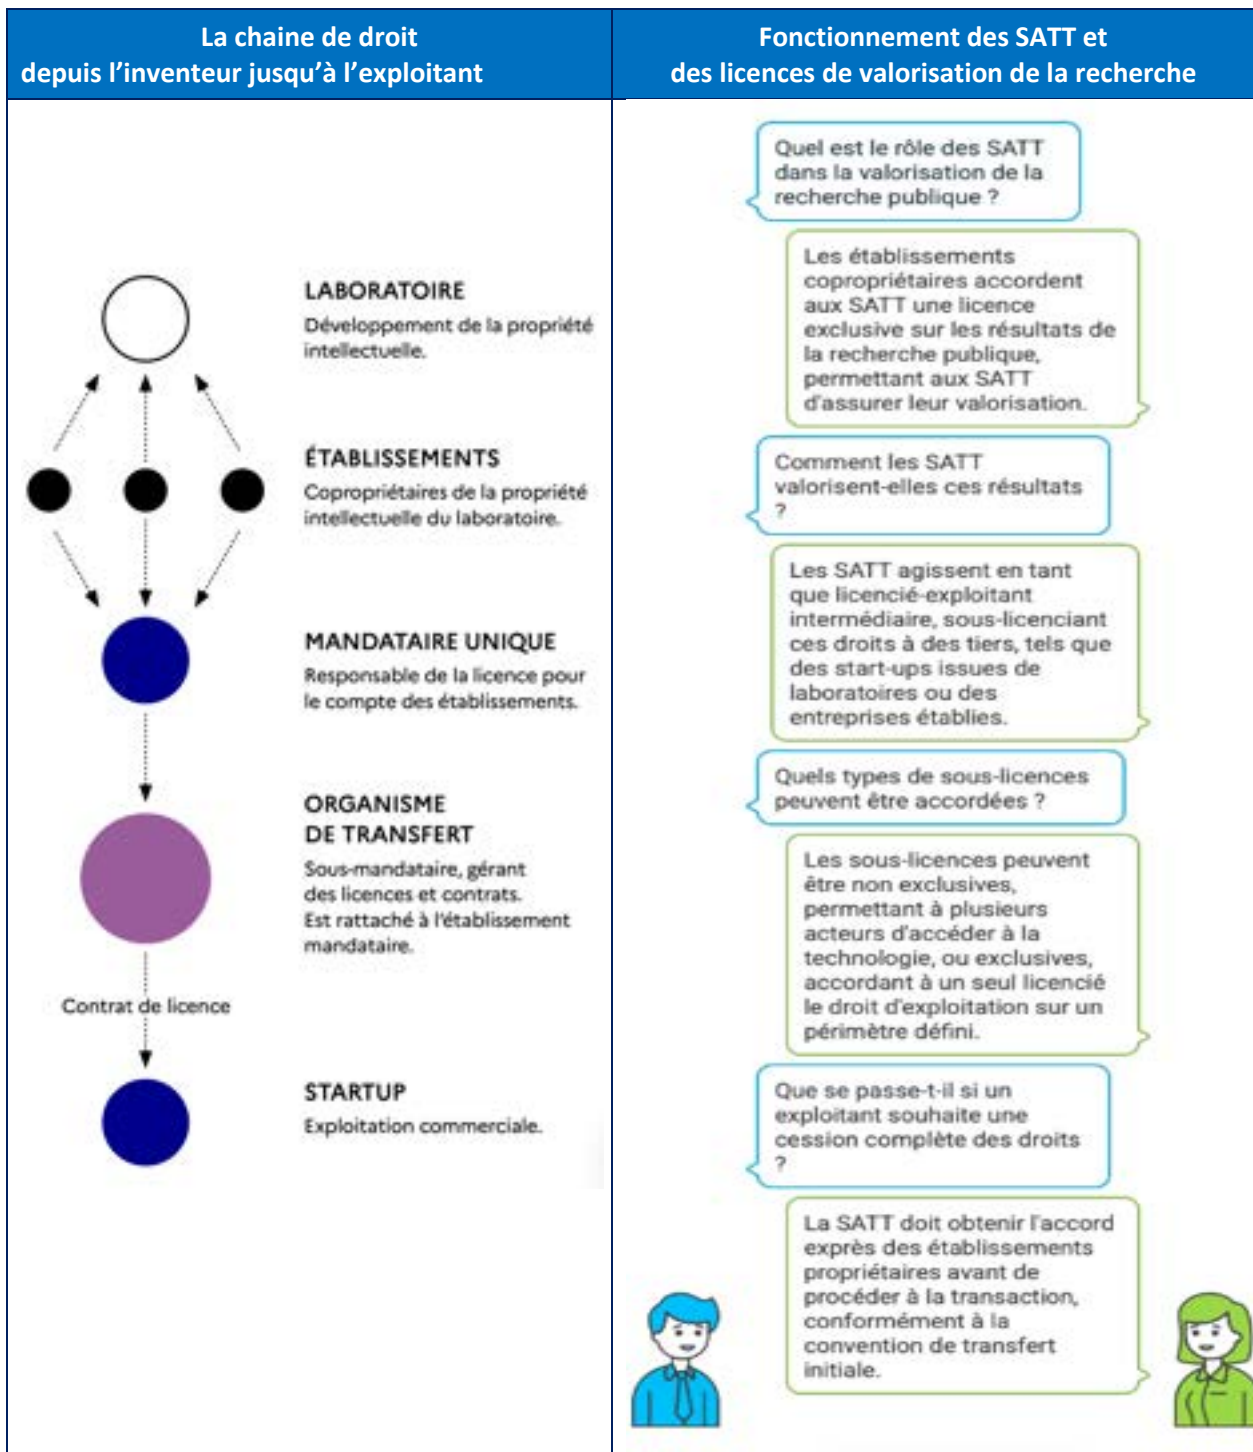 La chaine de droit
depuis l’inventeur jusqu’à l’exploitant
LABORATOIRE
Développement de la propriété
intellectuelle.
ÉTABLISSEMENTS
Copropriétaires de la propriété
intellectuelle du laboratoire.
MANDATAIRE UNIQUE
Responsable de la licence pour
le compte des établissements.
ORGANISME
DE TRANSFERT
Sous-mandataire, gérant
des licences et contrats.
Est rattaché à l'établissement
mandataire.
Contrat de licence
STARTUP
Exploitation commerciale.
Fonctionnement des SATT et
des licences de valorisation de la recherche
Quel est le rôle des SATT
dans la valorisation de la
recherche publique ?
Les établissements
copropriétaires accordent
aux SATT une licence
exclusive sur les résultats de
la recherche publique,
permettant aux SATT
d'assurer leur valorisation.
Comment les SATT
valorisent-elles ces résultats
?
Les SATT agissent en tant
que licencié-exploitant
intermédiaire, sous-licenciant
ces droits à des tiers, tels que
des start-ups issues de
laboratoires ou des
entreprises établies.
Quels types de sous-licences
peuvent être accordées ?
Les sous-licences peuvent
être non exclusives,
permettant à plusieurs
acteurs d'accéder à la
technologie, ou exclusives,
accordant à un seul licencié
le droit d'exploitation sur un
périmètre défini.
Que se passe-t-il si un
exploitant souhaite une
cession complète des droits
?
La SATT doit obtenir l'accord
exprès des établissements
propriétaires avant de
procéder à la transaction,
conformément à la
convention de transfert
initiale.